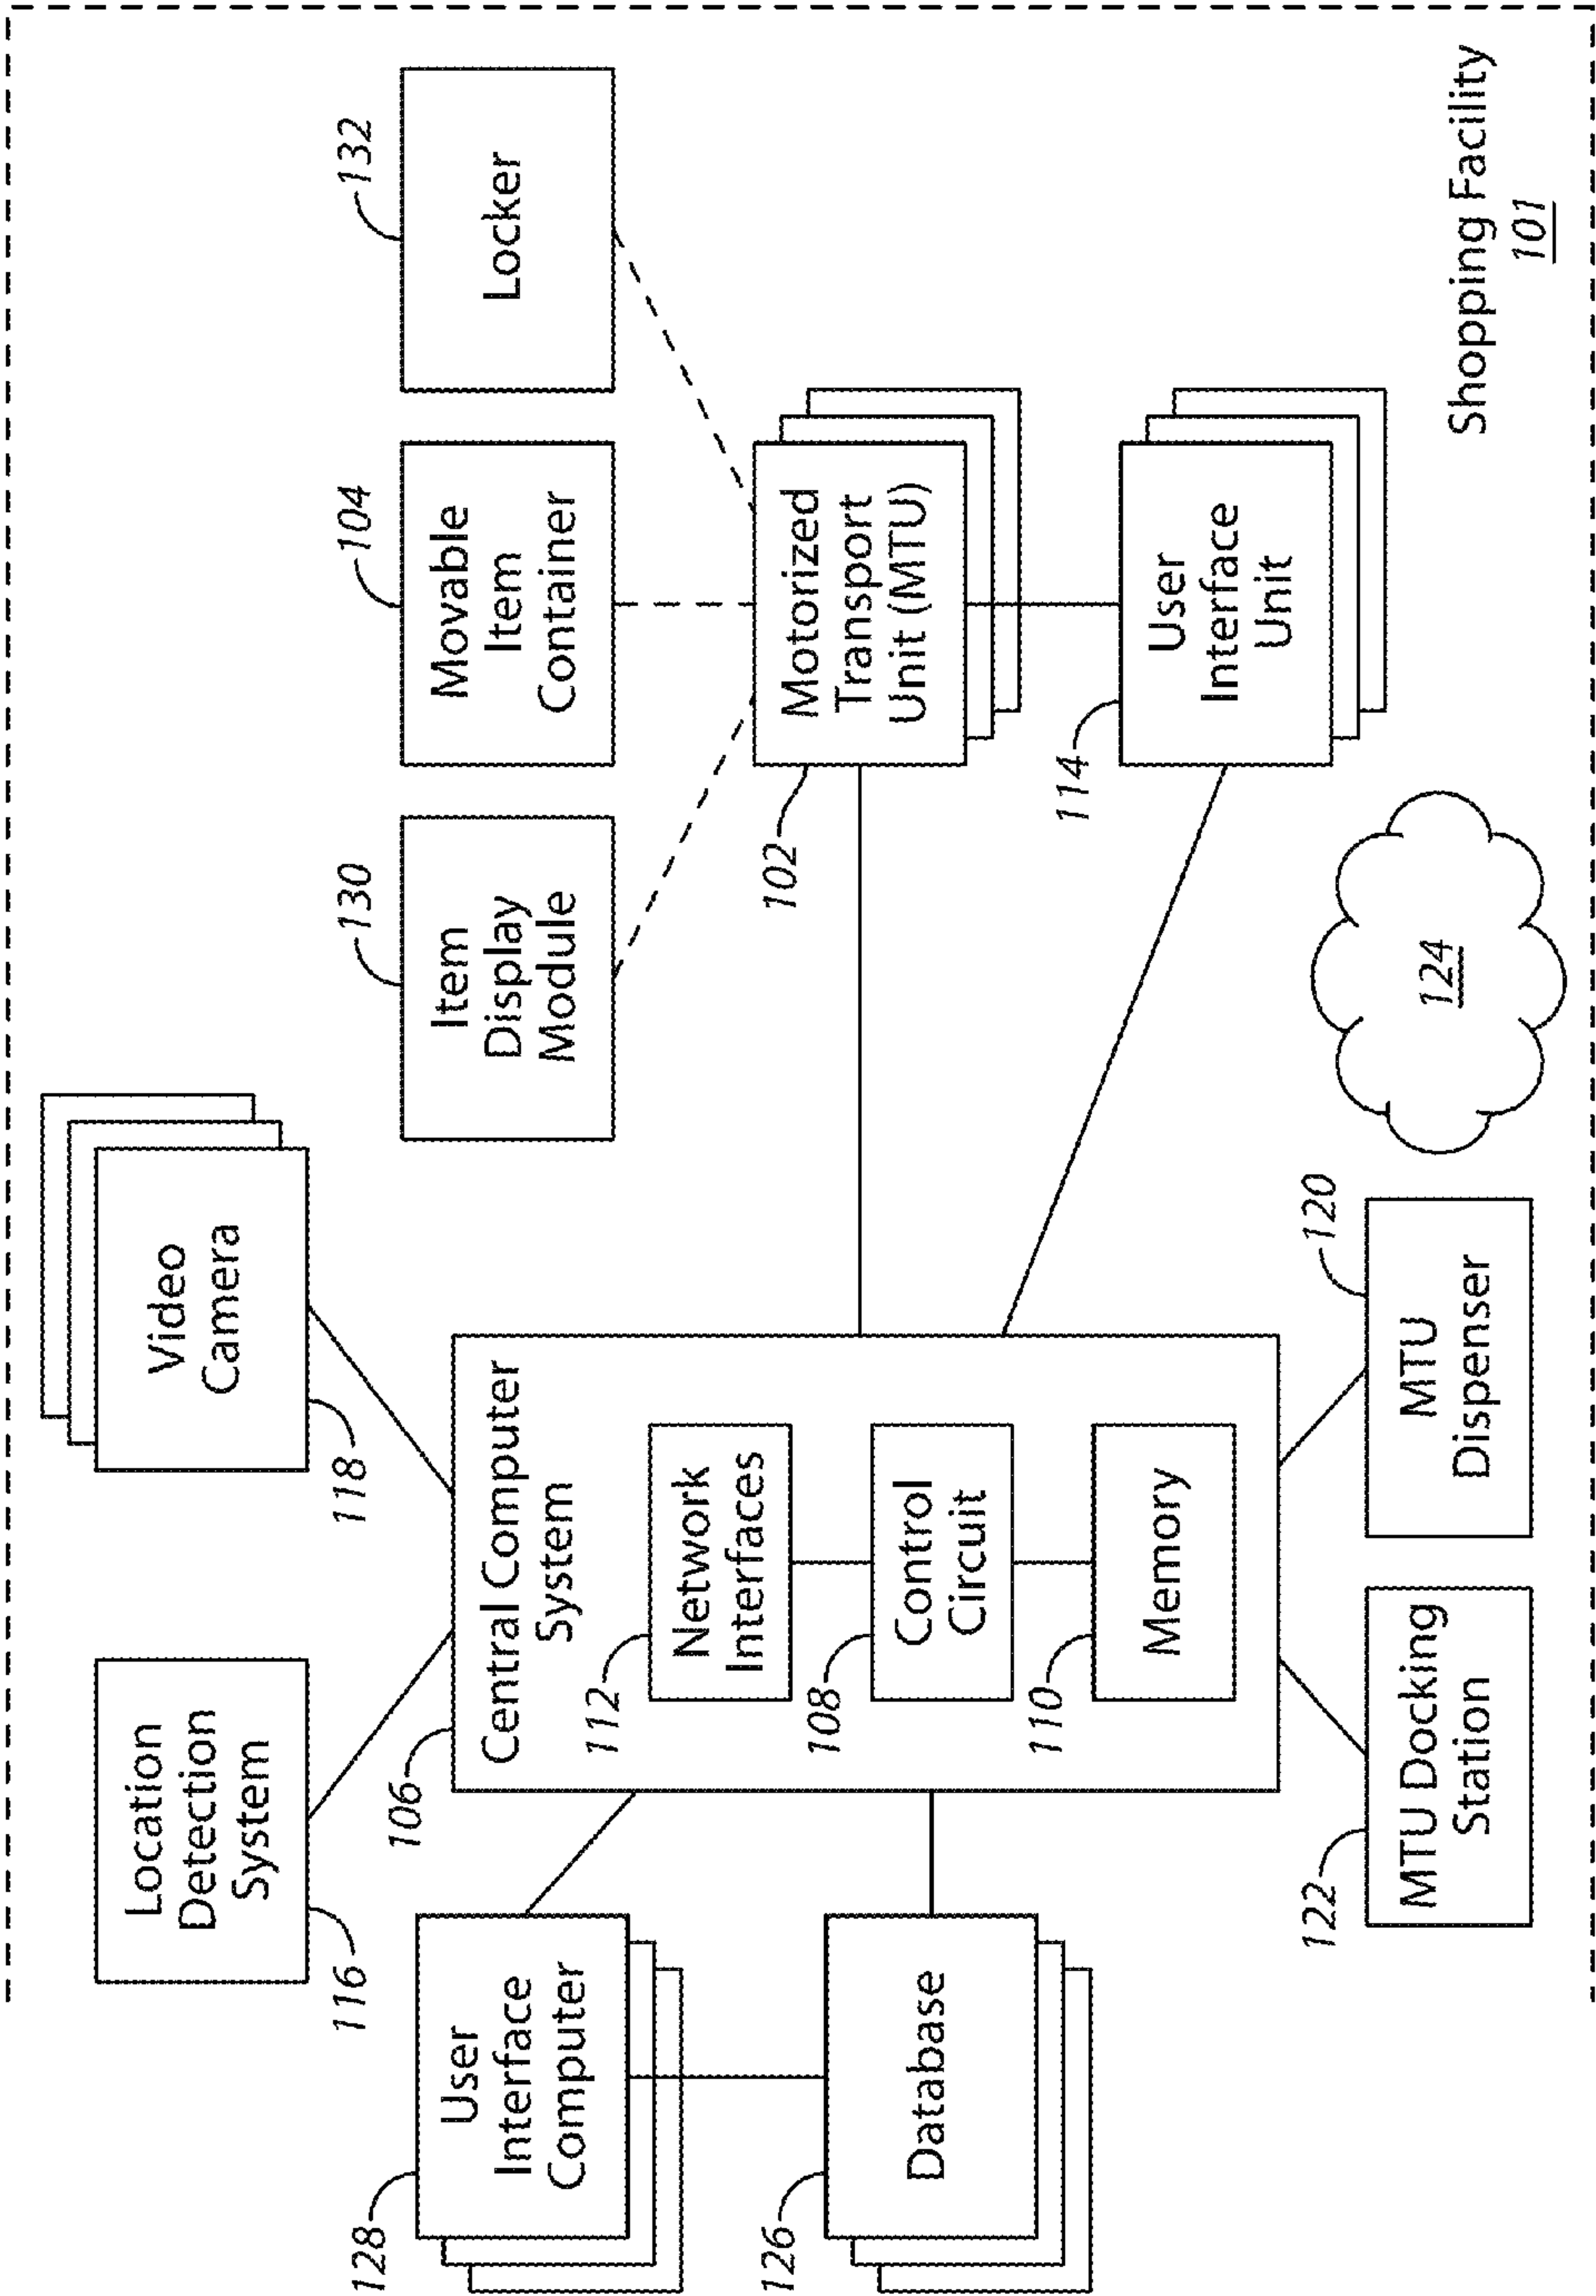 Location
Detection
System
116
Video
Camera
118
128
User
Interface
Computer
126
Database
106
Central Computer
System
112
Network
Interfaces
108
Control
Circuit
110
Memory
130
Item
Display
Module
104
Movable
Item
Container
132
Locker
102
Motorized
Transport
Unit (MTU)
114
User
Interface
Unit
122
MTU Docking
Station
120
MTU
Dispenser
124
Shopping Facility
101